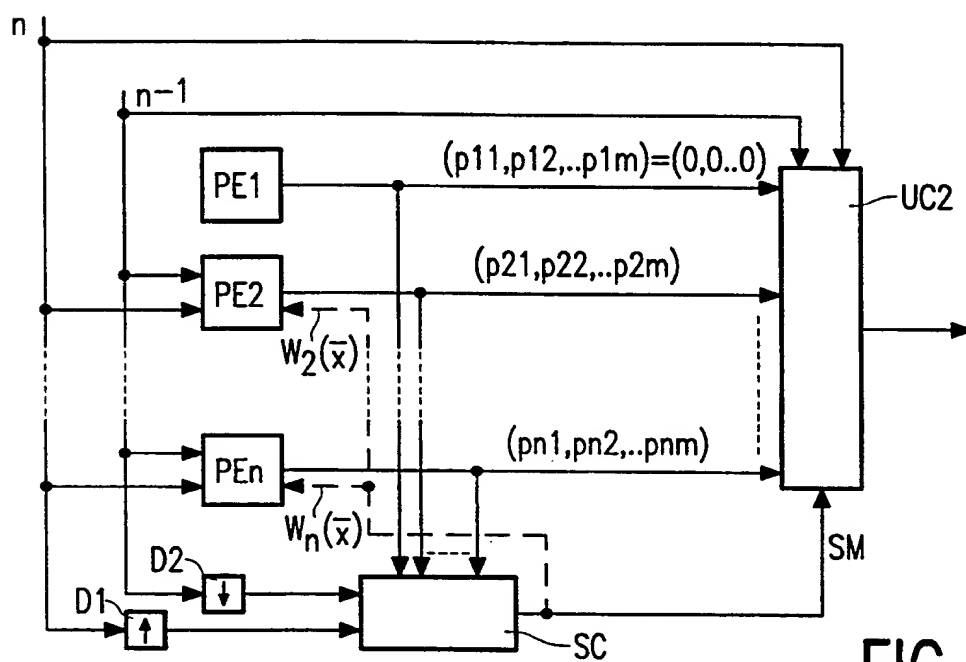 n
n-1
PE1
(p11,p12,..p1m)=(0,0..0)
UC2
PE2
(p21,p22,..p2m)
W₂(x̄)
PEn
(pn1,pn2,..pnm)
Wₙ(x̄)
SM
D2
D1
SC
FIG